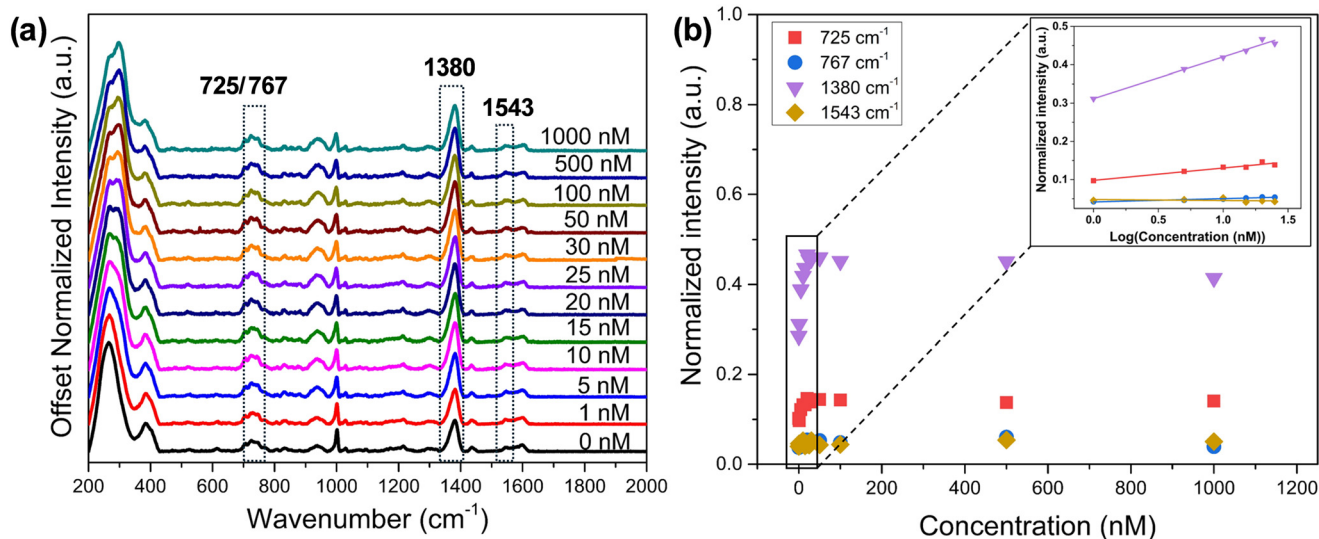 (a)
Offset Normalized Intensity (a.u.)
725/767
1380
1543
1000 nM
500 nM
100 nM
50 nM
30 nM
25 nM
20 nM
15 nM
10 nM
5 nM
1 nM
0 nM
200 400 600 800 1000 1200 1400 1600 1800 2000
Wavenumber (cm⁻¹)
(b)
Normalized intensity (a.u.)
1.0
0.8
0.6
0.4
0.2
0.0
725 cm⁻¹
767 cm⁻¹
1380 cm⁻¹
1543 cm⁻¹
Normalized intensity (a.u.)
0.5
0.4
0.3
0.1
0.0 0.5 1.0 1.5
Log(Concentration (nM))
0 200 400 600 800 1000 1200
Concentration (nM)